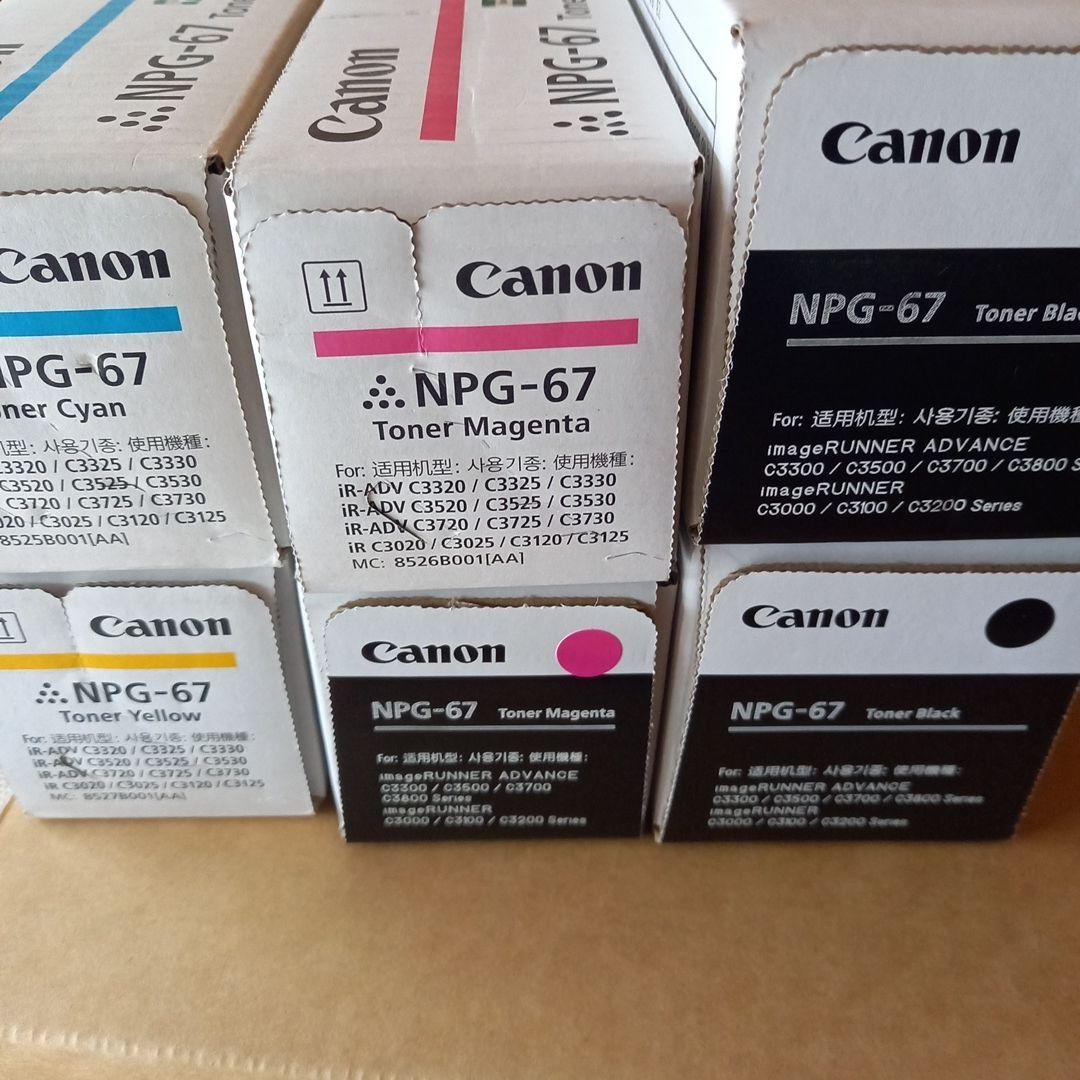 NPG-67
Canon
NPG-67
Canon
NPG-67
Toner Cyan
C3320 / C3325 / C3330
C3520 / C3525 / C3530
C3720 / C3725 / C3730
C3025 / C3120 / C3125
8525B001[AA]
Canon
NPG-67
Toner Magenta
For: 适用机型: 사용기종: 使用機種:
iR-ADV C3320 / C3325 / C3330
iR-ADV C3520 / C3525 / C3530
iR-ADV C3720 / C3725 / C3730
iR C3020 / C3025 / C3120 / C3125
MC: 8526B001[AA]
Canon
NPG-67 Toner
For: 适用机型: 사용기종: 使用機種
imageRUNNER ADVANCE
C3300 / C3500 / C3700 / C3800
imageRUNNER
C3000 / C3100 / C3200 Series
Canon
NPG-67
Toner Yellow
For: 适用机型: 사용기종: 使用機種:
iR-ADV C3320 / C3325 / C3330
iR-ADV C3520 / C3525 / C3530
iR-ADV C3720 / C3725 / C3730
iR C3020 / C3025 / C3120 / C3125
MC: 8527B001[AA]
Canon
NPG-67 Toner Magenta
For: 适用机型: 사용기종: 使用機種:
imageRUNNER ADVANCE
C3300 / C3500 / C3700
C3800 Series
imageRUNNER
C3000 / C3100 / C3200 Series
Canon
NPG-67 Toner Black
For: 适用机型: 사용기종: 使用機種:
imageRUNNER ADVANCE
C3300 / C3500 / C3700 / C3800 Series
imageRUNNER
C3000 / C3100 / C3200 Series